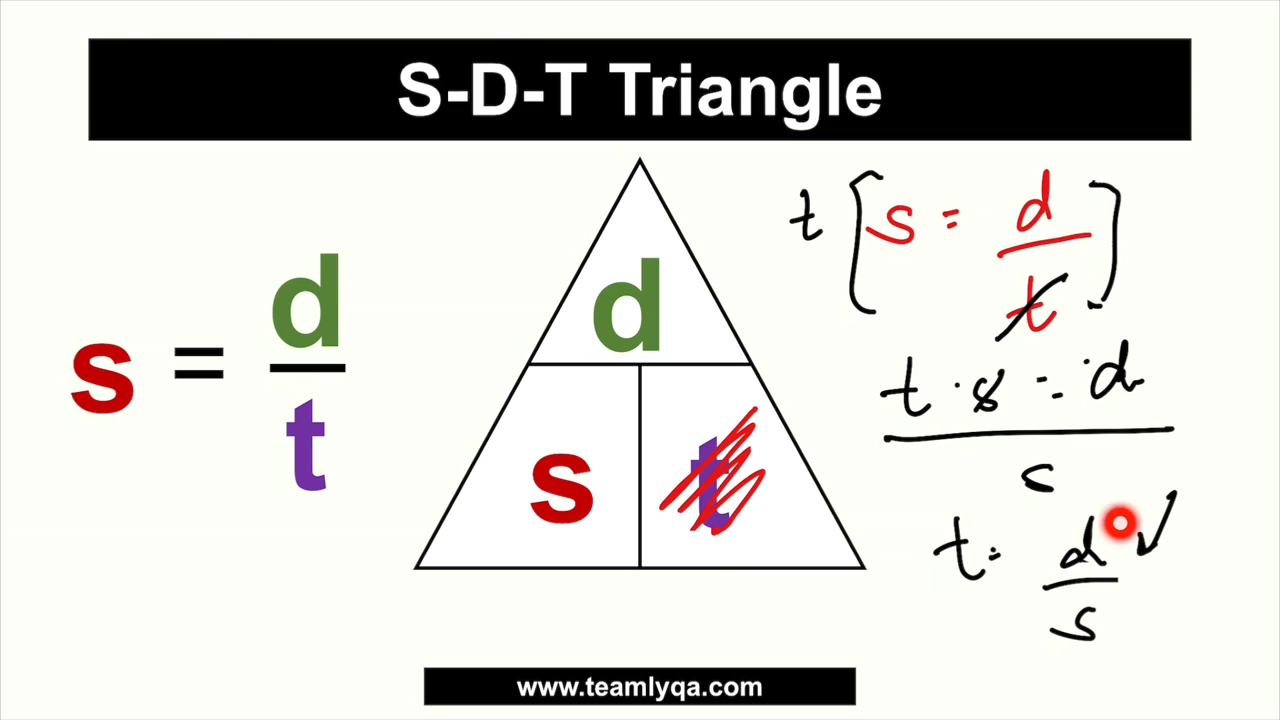 S-D-T Triangle
s = d
t
d
s t
t [ s = d
t ]
t · s = d
s
t = d
s
www.teamlyqa.com